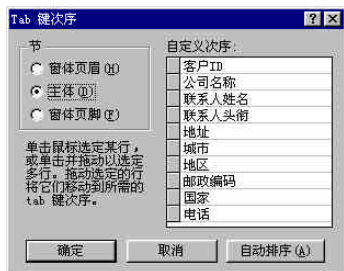 Tab 键次序
节
窗体页眉(H)
主体(D)
窗体页脚(F)
单击鼠标选定某行，
或单击并拖动以选定
多行。拖动选定的行
将它们移动到所需的
tab 键次序。
自定义次序:
客户ID
公司名称
联系人姓名
联系人头衔
地址
城市
地区
邮政编码
国家
电话
确定
取消
自动排序(A)